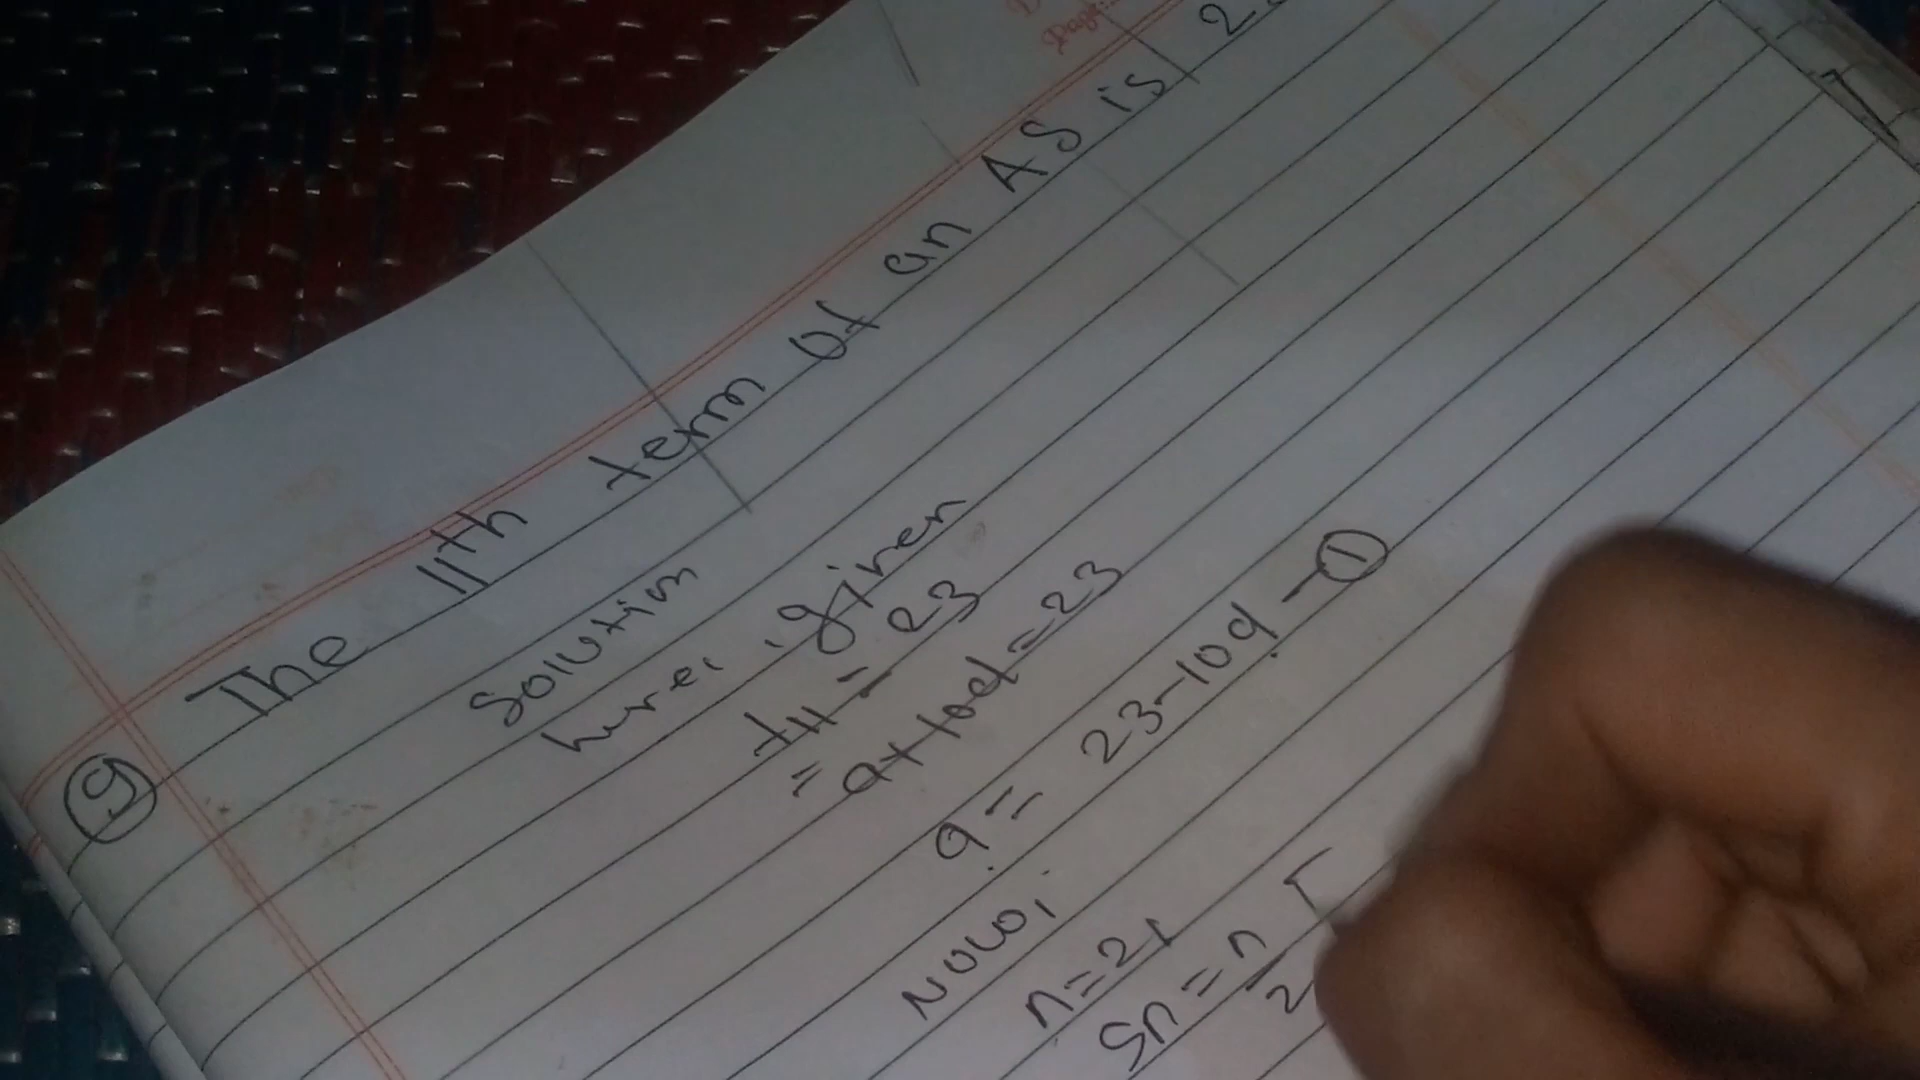 Page:
⑨ The 11th term of an AS is 2
Solution
here, given
t11 = 23
= a+10d=23
a = 23-10d -①
Now,
n=21
Sn = n/2 [